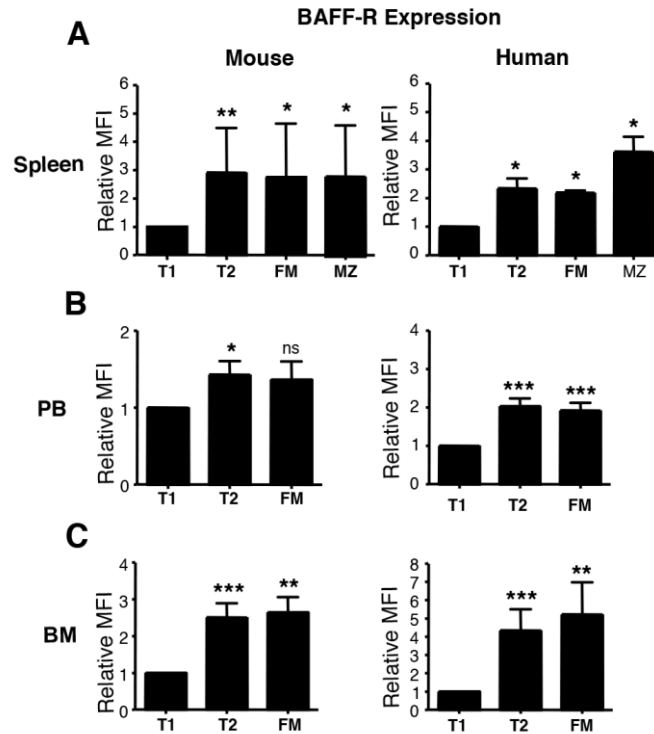 BAFF-R Expression
A
Mouse
Human
Spleen
Relative MFI
6
5
4
3
2
1
0
**
*
*
T1 T2 FM MZ
Relative MFI
6
5
4
3
2
1
0
*
*
*
T1 T2 FM MZ
B
PB
Relative MFI
2
1
0
*
ns
T1 T2 FM
Relative MFI
4
3
2
1
0
***
***
T1 T2 FM
C
BM
Relative MFI
4
3
2
1
0
***
**
T1 T2 FM
Relative MFI
8
7
6
5
4
3
2
1
0
***
**
T1 T2 FM